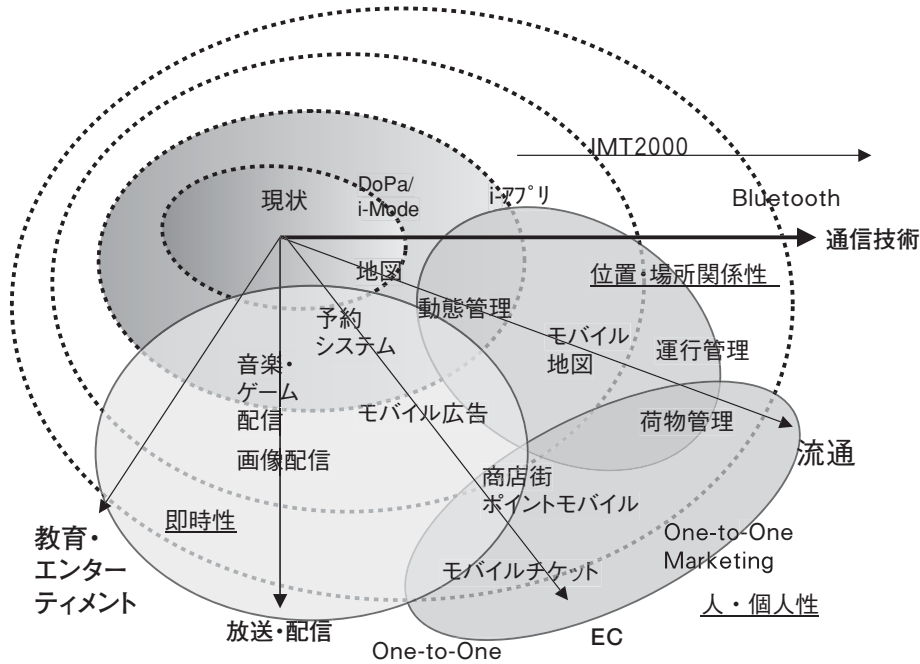 IMT2000
DoPa/
i-Mode
i-アプリ
現状
Bluetooth
通信技術
地図
位置・場所関係性
動態管理
予約
システム
モバイル
地図
運行管理
音楽・
ゲーム
配信
モバイル広告
荷物管理
画像配信
流通
商店街
ポイントモバイル
即時性
教育・
エンター
ティメント
One-to-One
Marketing
モバイルチケット
人・個人性
放送・配信
EC
One-to-One